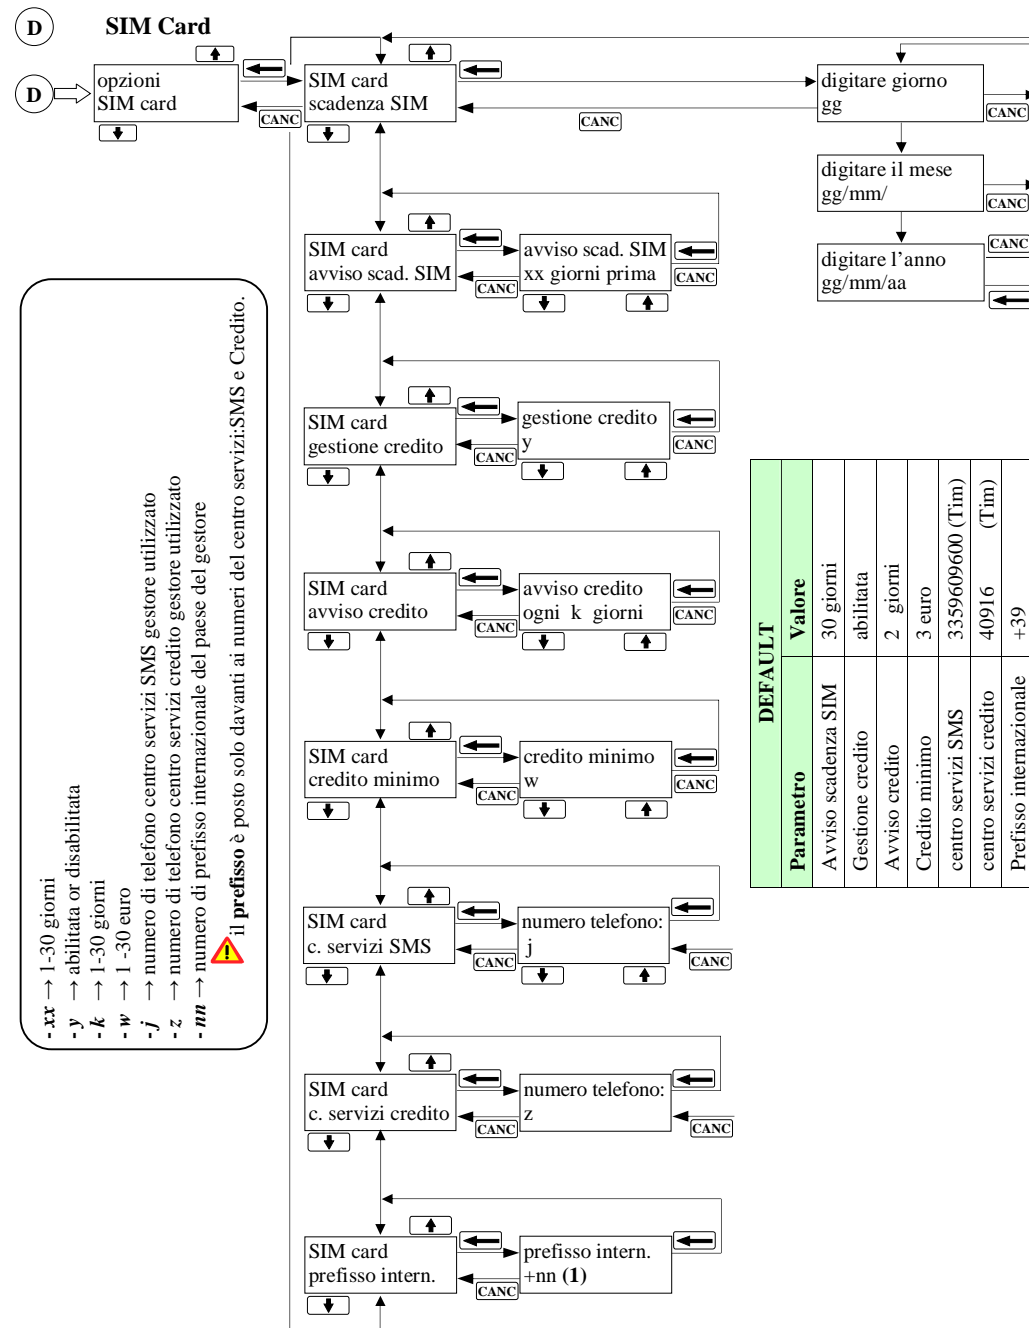 D
SIM Card
D
opzioni
SIM card
CANC
SIM card
scadenza SIM
CANC
digitare giorno
gg
CANC
digitare il mese
gg/mm/
CANC
digitare l'anno
gg/mm/aa
CANC
SIM card
avviso scad. SIM
CANC
avviso scad. SIM
xx giorni prima
CANC
SIM card
gestione credito
CANC
gestione credito
y
CANC
SIM card
avviso credito
CANC
avviso credito
ogni k giorni
CANC
SIM card
credito minimo
CANC
credito minimo
w
CANC
SIM card
c. servizi SMS
CANC
numero telefono:
j
CANC
SIM card
c. servizi credito
CANC
numero telefono:
z
CANC
SIM card
prefisso intern.
CANC
prefisso intern.
+nn (1)
- xx → 1-30 giorni
- y → abilitata or disabilitata
- k → 1-30 giorni
- w → 1 -30 euro
- j → numero di telefono centro servizi SMS gestore utilizzato
- z → numero di telefono centro servizi credito gestore utilizzato
- nn → numero di prefisso internazionale del paese del gestore
il prefisso è posto solo davanti ai numeri del centro servizi:SMS e Credito.
DEFAULT
Parametro Valore
Avviso scadenza SIM 30 giorni
Gestione credito abilitata
Avviso credito 2 giorni
Credito minimo 3 euro
centro servizi SMS 3359609600 (Tim)
centro servizi credito 40916 (Tim)
Prefisso internazionale +39